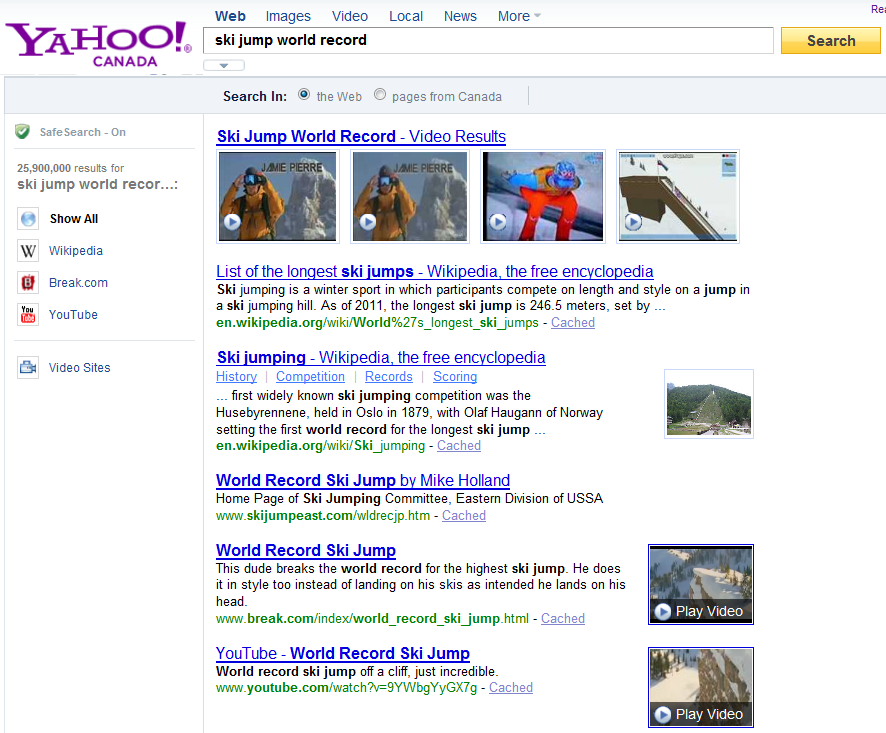 Web Images Video Local News More
Rea
YAHOO!®
CANADA
ski jump world record
Search
Search In: the Web pages from Canada
SafeSearch - On
25,900,000 results for
ski jump world recor...:
Show All
W Wikipedia
B Break.com
You Tube YouTube
Video Sites
Ski Jump World Record - Video Results
JAMIE PIERRE
JAMIE PIERRE
List of the longest ski jumps - Wikipedia, the free encyclopedia
Ski jumping is a winter sport in which participants compete on length and style on a jump in
a ski jumping hill. As of 2011, the longest ski jump is 246.5 meters, set by ...
en.wikipedia.org/wiki/World%27s_longest_ski_jumps - Cached
Ski jumping - Wikipedia, the free encyclopedia
History | Competition | Records | Scoring
... first widely known ski jumping competition was the
Husebyrennene, held in Oslo in 1879, with Olaf Haugann of Norway
setting the first world record for the longest ski jump ...
en.wikipedia.org/wiki/Ski_jumping - Cached
World Record Ski Jump by Mike Holland
Home Page of Ski Jumping Committee, Eastern Division of USSA
www.skijumpeast.com/wldrecjp.htm - Cached
World Record Ski Jump
This dude breaks the world record for the highest ski jump. He does
it in style too instead of landing on his skis as intended he lands on his
head.
www.break.com/index/world_record_ski_jump.html - Cached
Play Video
YouTube - World Record Ski Jump
World record ski jump off a cliff, just incredible.
www.youtube.com/watch?v=9YWbgYyGX7g - Cached
Play Video